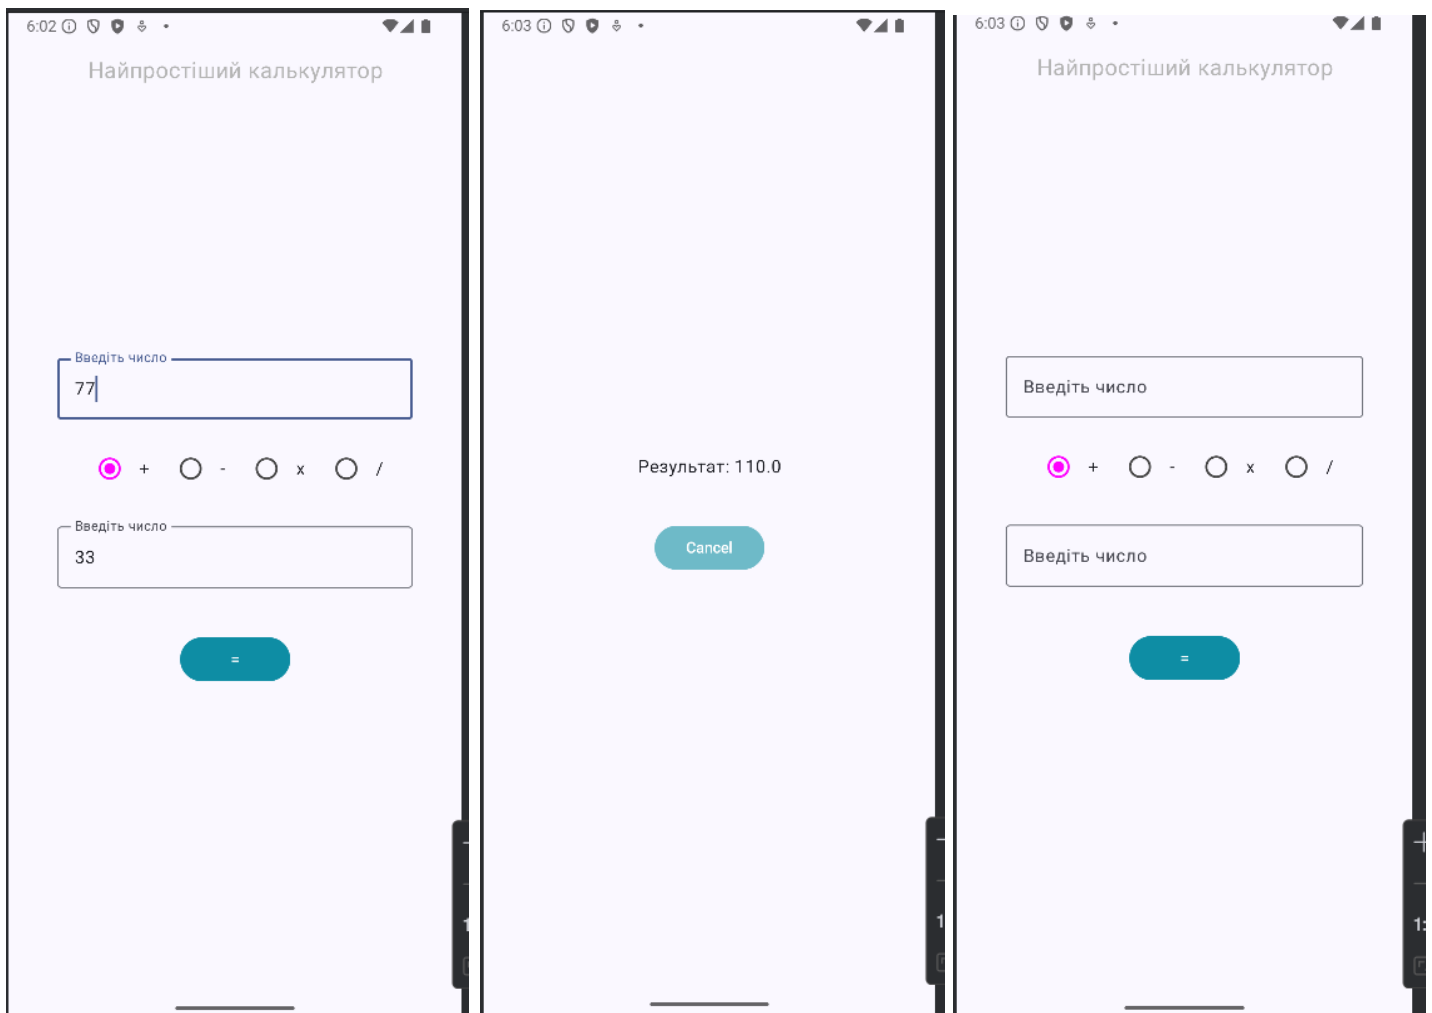 6:02
Найпростіший калькулятор
Введіть число
77
+ - x /
Введіть число
33
=
6:03
Результат: 110.0
Cancel
6:03
Найпростіший калькулятор
Введіть число
+ - x /
Введіть число
=
1: